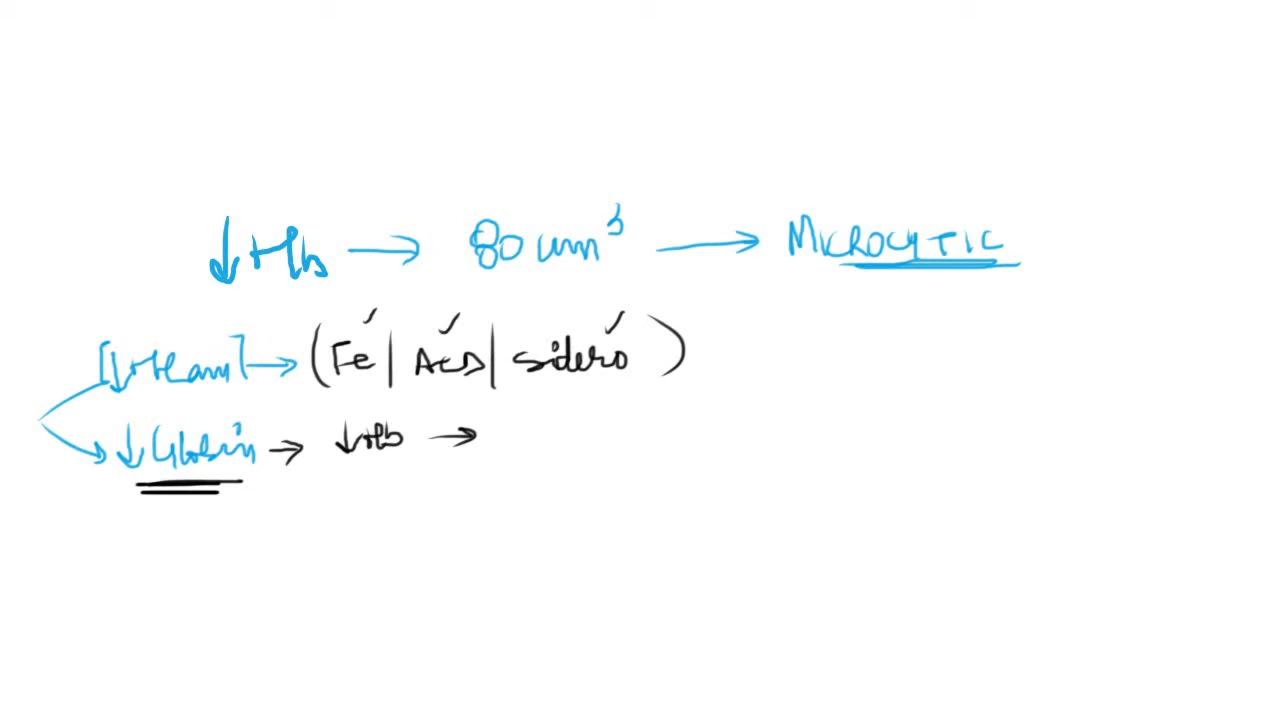 ↓Hb → 80 um³ → MICROCYTIC
[↓Heam] → (Fe | ACD | sidero)
↓Globin → ↓Hb →